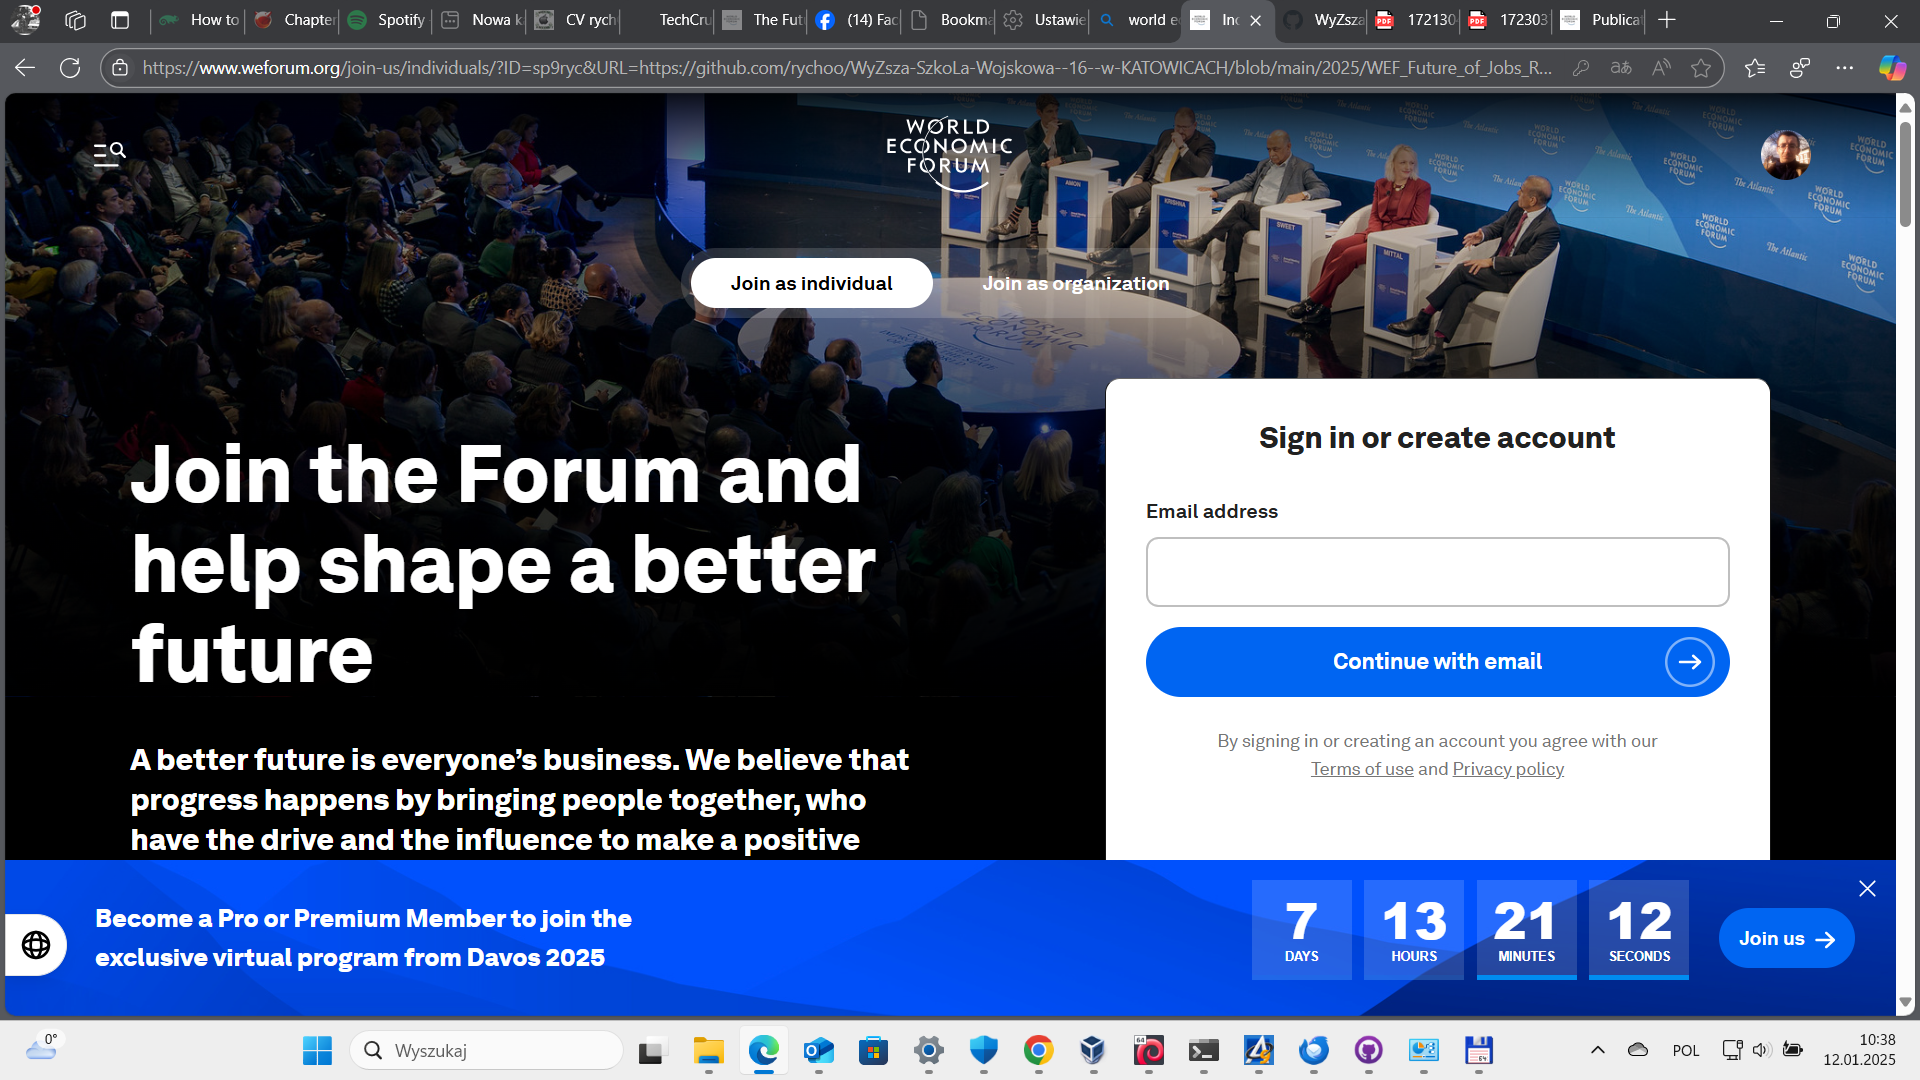 How to
Chapter
Spotify
Nowa k
CV rych
TechCru
The Fut
(14) Fac
Bookma
Ustawie
world e
Inc
WyZsza
172130
172303
Publicat
https://www.weforum.org/join-us/individuals/?ID=sp9ryc&URL=https://github.com/rychoo/WyZsza-SzkoLa-Wojskowa--16--w-KATOWICACH/blob/main/2025/WEF_Future_of_Jobs_R...
WORLD
ECONOMIC
FORUM
The Atlantic
AMON
KRISHNA
SWEET
MITTAL
Join as individual
Join as organization
Sign in or create account
Email address
Continue with email
By signing in or creating an account you agree with our
Terms of use and Privacy policy
Join the Forum and
help shape a better
future
A better future is everyone’s business. We believe that
progress happens by bringing people together, who
have the drive and the influence to make a positive
Become a Pro or Premium Member to join the
exclusive virtual program from Davos 2025
7 13 21 12
DAYS HOURS MINUTES SECONDS
Join us
0°
Wyszukaj
POL
10:38
12.01.2025